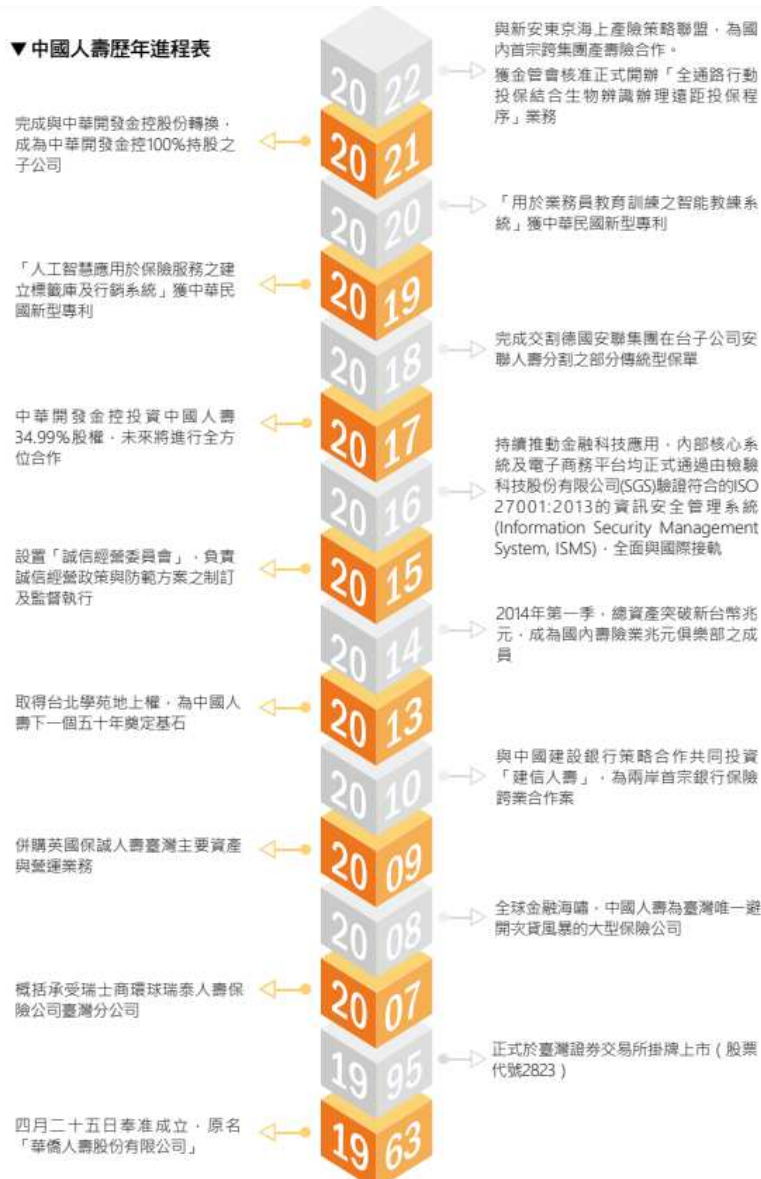 ▼中國人壽歷年進程表
2022
與新安東京海上產險策略聯盟，為國
內首宗跨集團產壽險合作。
獲金管會核准正式開辦「全通路行動
投保結合生物辨識辦理遠距投保程
序」業務
2021
完成與中華開發金控股份轉換，
成為中華開發金控100%持股之
子公司
2020
「用於業務員教育訓練之智能教練系
統」獲中華民國新型專利
2019
「人工智慧應用於保險服務之建
立標籤庫及行銷系統」獲中華民
國新型專利
2018
完成交割德國安聯集團在台子公司安
聯人壽分割之部分傳統型保單
2017
中華開發金控投資中國人壽
34.99%股權，未來將進行全方
位合作
2016
持續推動金融科技應用，內部核心系
統及電子商務平台均正式通過由檢驗
科技股份有限公司(SGS)驗證符合的ISO
27001:2013的資訊安全管理系統
(Information Security Management
System, ISMS)，全面與國際接軌
2015
設置「誠信經營委員會」，負責
誠信經營政策與防範方案之制訂
及監督執行
2014
2014年第一季，總資產突破新台幣兆
元，成為國內壽險業兆元俱樂部之成
員
2013
取得台北學苑地上權，為中國人
壽下一個五十年奠定基石
2010
與中國建設銀行策略合作共同投資
「建信人壽」，為兩岸首宗銀行保險
跨業合作案
2009
併購英國保誠人壽臺灣主要資產
與營運業務
2008
全球金融海嘯，中國人壽為臺灣唯一避
開次貸風暴的大型保險公司
2007
概括承受瑞士商環球瑞泰人壽保
險公司臺灣分公司
1995
正式於臺灣證券交易所掛牌上市（股票
代號2823）
1963
四月二十五日奉准成立，原名
「華僑人壽股份有限公司」